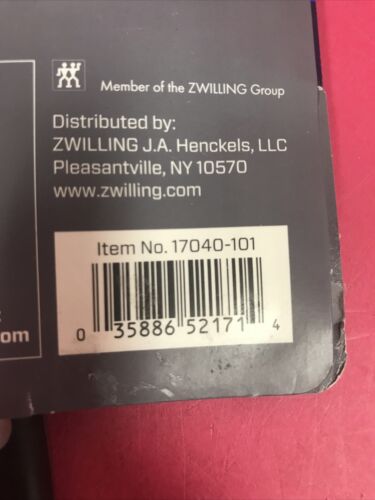 Member of the ZWILLING Group
Distributed by:
ZWILLING J.A. Henckels, LLC
Pleasantville, NY 10570
www.zwilling.com
Item No. 17040-101
0 35886 52171 4
om